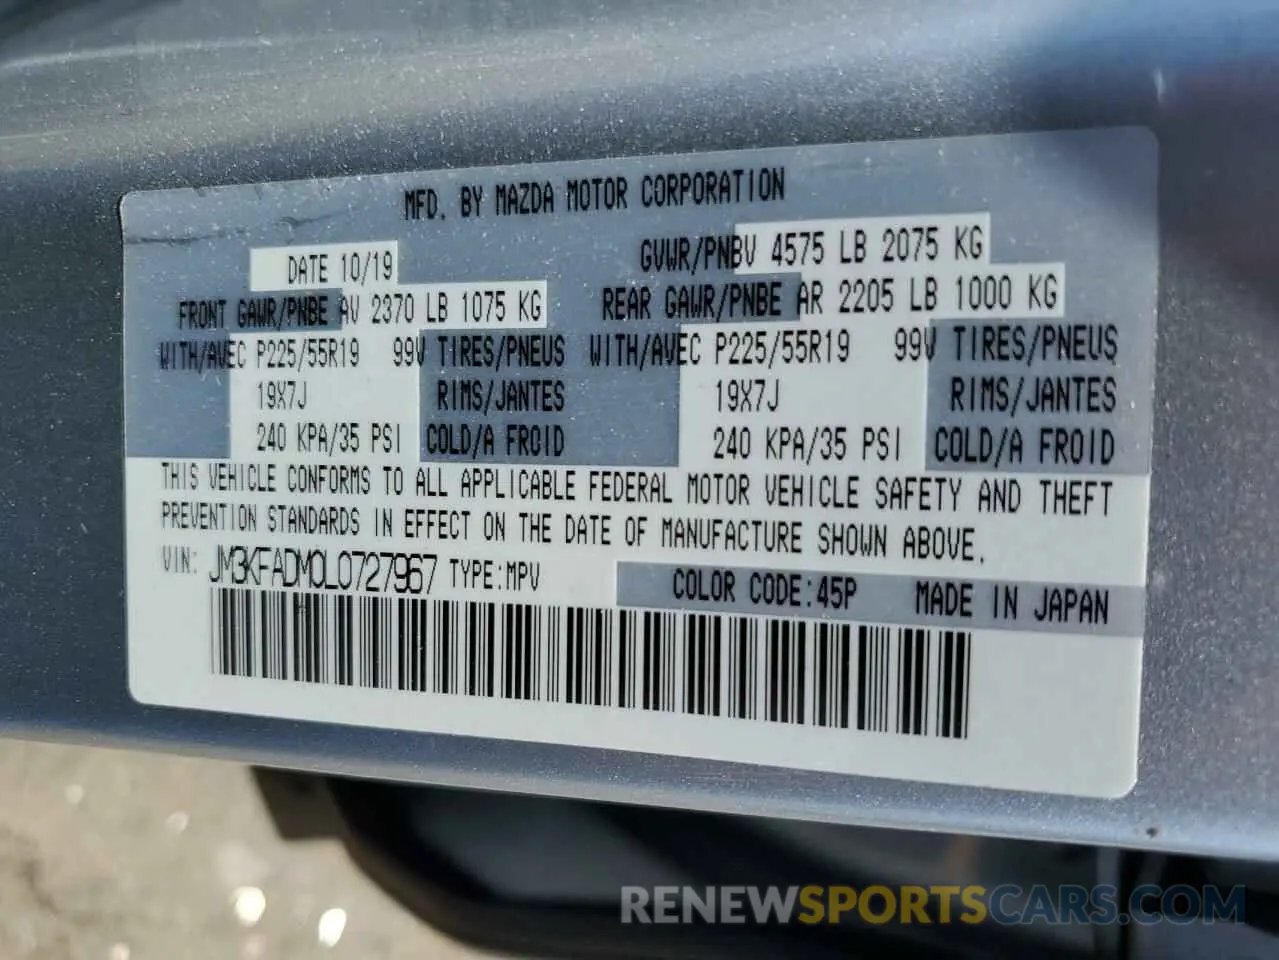 MFD. BY MAZDA MOTOR CORPORATION
DATE 10/19 GVWR/PNBV 4575 LB 2075 KG
FRONT GAWR/PNBE AV 2370 LB 1075 KG REAR GAWR/PNBE AR 2205 LB 1000 KG
WITH/AVEC P225/55R19 99V TIRES/PNEUS WITH/AVEC P225/55R19 99V TIRES/PNEUS
19X7J RIMS/JANTES 19X7J RIMS/JANTES
240 KPA/35 PSI COLD/A FROID 240 KPA/35 PSI COLD/A FROID
THIS VEHICLE CONFORMS TO ALL APPLICABLE FEDERAL MOTOR VEHICLE SAFETY AND THEFT
PREVENTION STANDARDS IN EFFECT ON THE DATE OF MANUFACTURE SHOWN ABOVE.
VIN: JM3KFADM0L0727967 TYPE:MPV COLOR CODE:45P MADE IN JAPAN
RENEWSPORTSCARS.COM